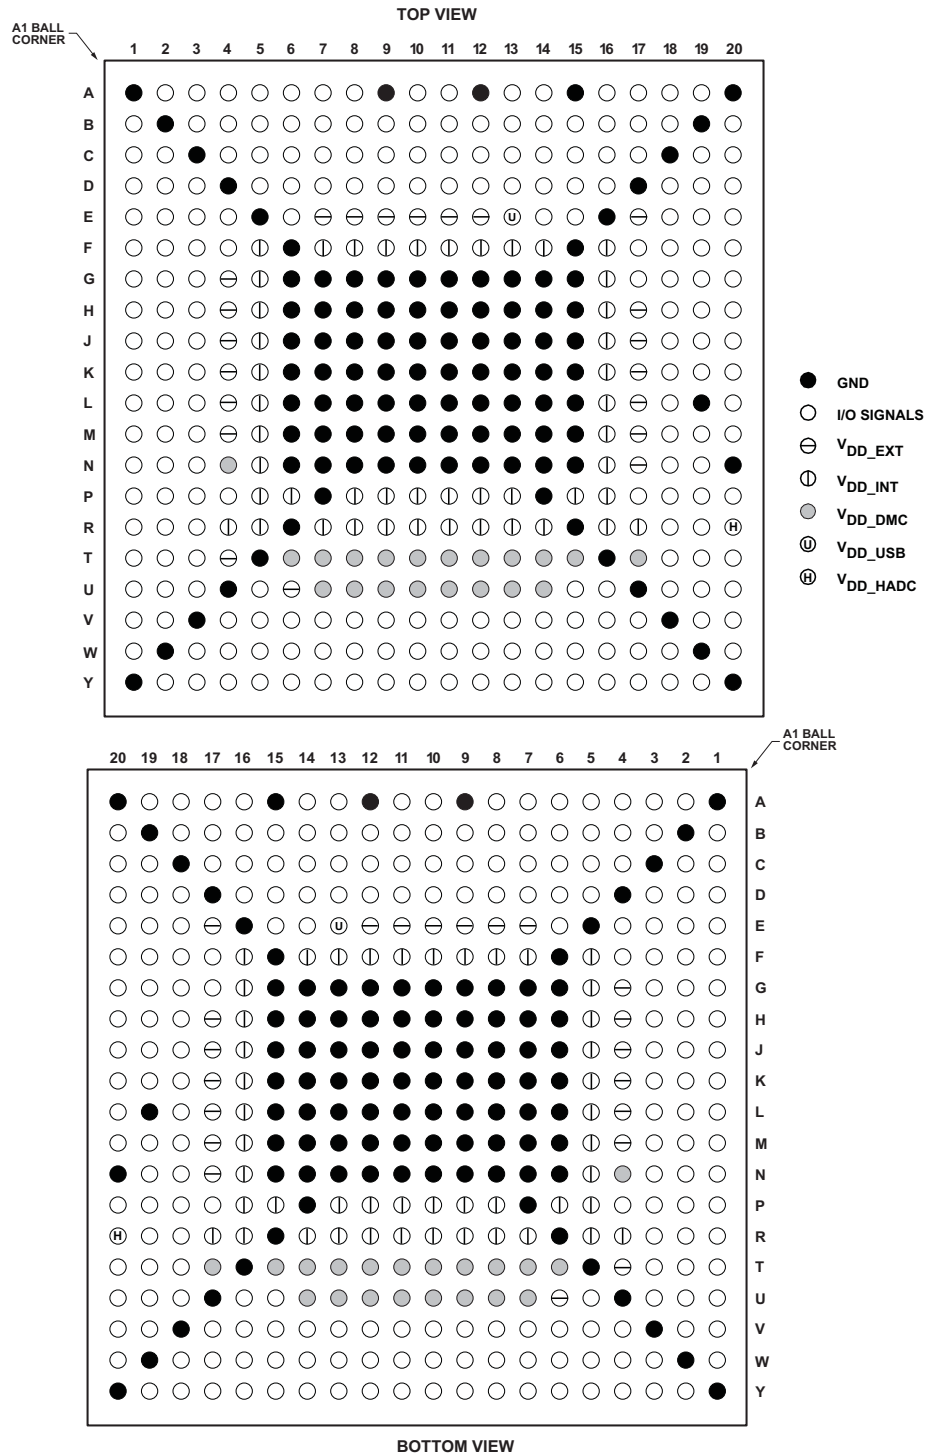 TOP VIEW
A1 BALL
CORNER
1 2 3 4 5 6 7 8 9 10 11 12 13 14 15 16 17 18 19 20
A
B
C
D
E U
F
G
H
J
K
L
M
N
P
R H
T
U
V
W
Y
GND
I/O SIGNALS
VDD_EXT
VDD_INT
VDD_DMC
U VDD_USB
H VDD_HADC
A1 BALL
CORNER
20 19 18 17 16 15 14 13 12 11 10 9 8 7 6 5 4 3 2 1
A
B
C
D
U E
F
G
H
J
K
L
M
N
P
H R
T
U
V
W
Y
BOTTOM VIEW